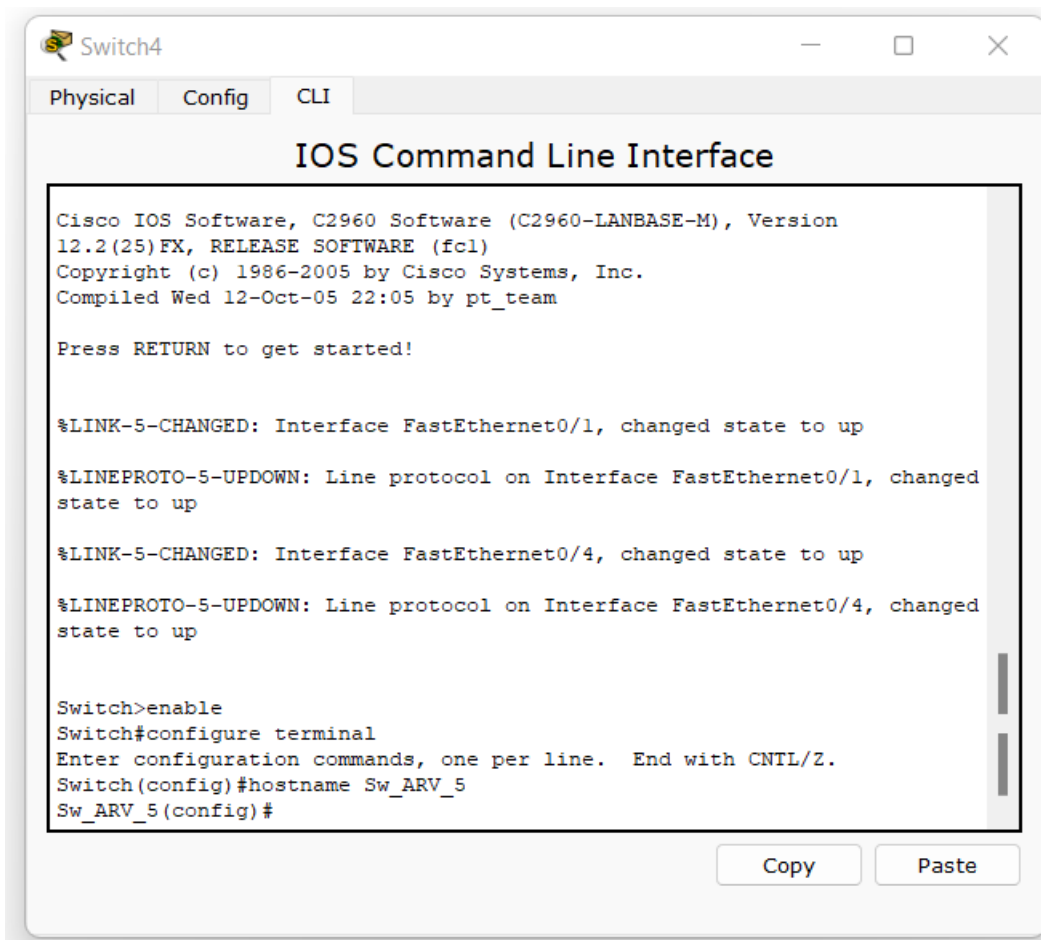 Switch4
Physical Config CLI
IOS Command Line Interface
Cisco IOS Software, C2960 Software (C2960-LANBASE-M), Version
12.2(25)FX, RELEASE SOFTWARE (fc1)
Copyright (c) 1986-2005 by Cisco Systems, Inc.
Compiled Wed 12-Oct-05 22:05 by pt_team
Press RETURN to get started!
%LINK-5-CHANGED: Interface FastEthernet0/1, changed state to up
%LINEPROTO-5-UPDOWN: Line protocol on Interface FastEthernet0/1, changed
state to up
%LINK-5-CHANGED: Interface FastEthernet0/4, changed state to up
%LINEPROTO-5-UPDOWN: Line protocol on Interface FastEthernet0/4, changed
state to up
Switch>enable
Switch#configure terminal
Enter configuration commands, one per line.  End with CNTL/Z.
Switch(config)#hostname Sw_ARV_5
Sw_ARV_5(config)#
Copy Paste